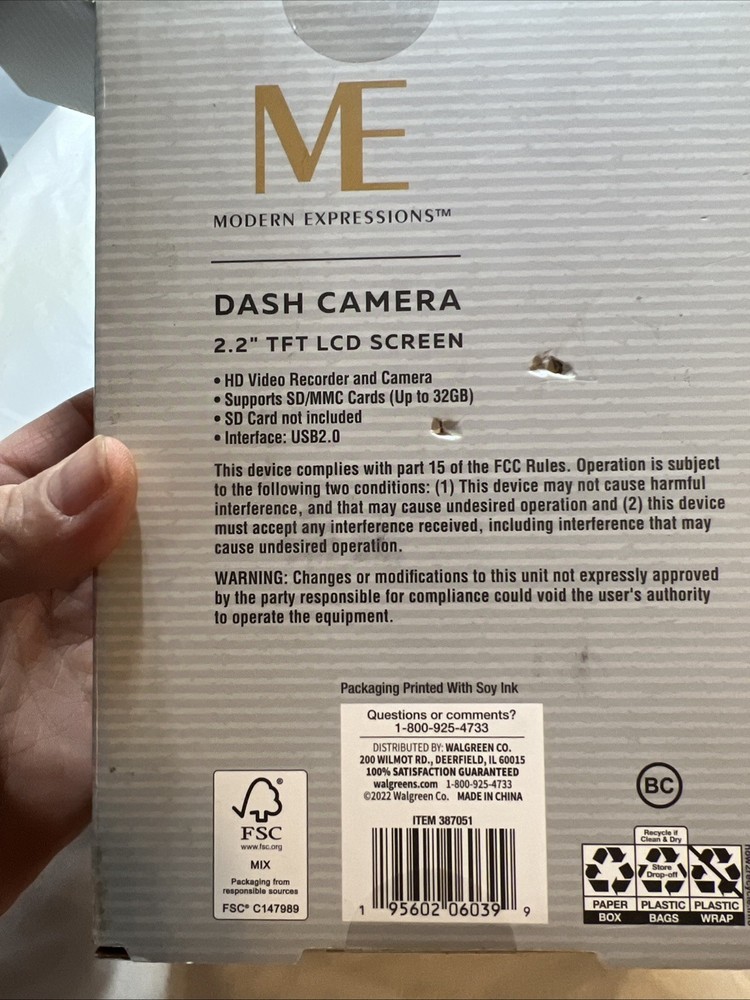 ME
MODERN EXPRESSIONS™
DASH CAMERA
2.2" TFT LCD SCREEN
• HD Video Recorder and Camera
• Supports SD/MMC Cards (Up to 32GB)
• SD Card not included
• Interface: USB2.0
This device complies with part 15 of the FCC Rules. Operation is subject
to the following two conditions: (1) This device may not cause harmful
interference, and that may cause undesired operation and (2) this device
must accept any interference received, including interference that may
cause undesired operation.
WARNING: Changes or modifications to this unit not expressly approved
by the party responsible for compliance could void the user's authority
to operate the equipment.
Packaging Printed With Soy Ink
Questions or comments?
1-800-925-4733
DISTRIBUTED BY: WALGREEN CO.
200 WILMOT RD., DEERFIELD, IL 60015
100% SATISFACTION GUARANTEED
walgreens.com 1-800-925-4733
©2022 Walgreen Co. MADE IN CHINA
ITEM 387051
1 95602 06039 9
FSC®
www.fsc.org
MIX
Packaging from
responsible sources
FSC® C147989
BC
Recycle if
Clean & Dry
Store
Drop-off
PAPER
BOX
PLASTIC
BAGS
PLASTIC
WRAP